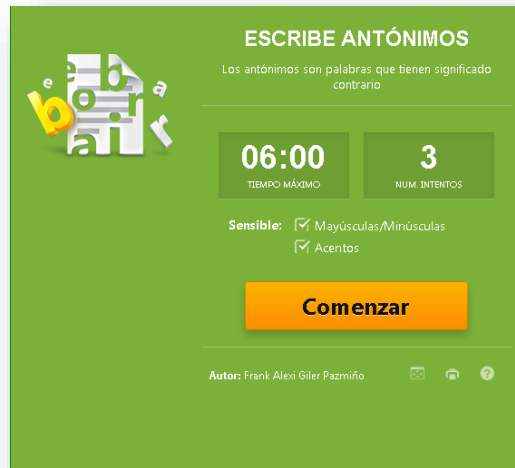 ESCRIBE ANTÓNIMOS
Los antónimos son palabras que tienen significado
contrario
06:00
TIEMPO MÁXIMO
3
NUM. INTENTOS
Sensible: Mayúsculas/Minúsculas
Acentos
Comenzar
Autor: Frank Alexi Giler Pazmiño